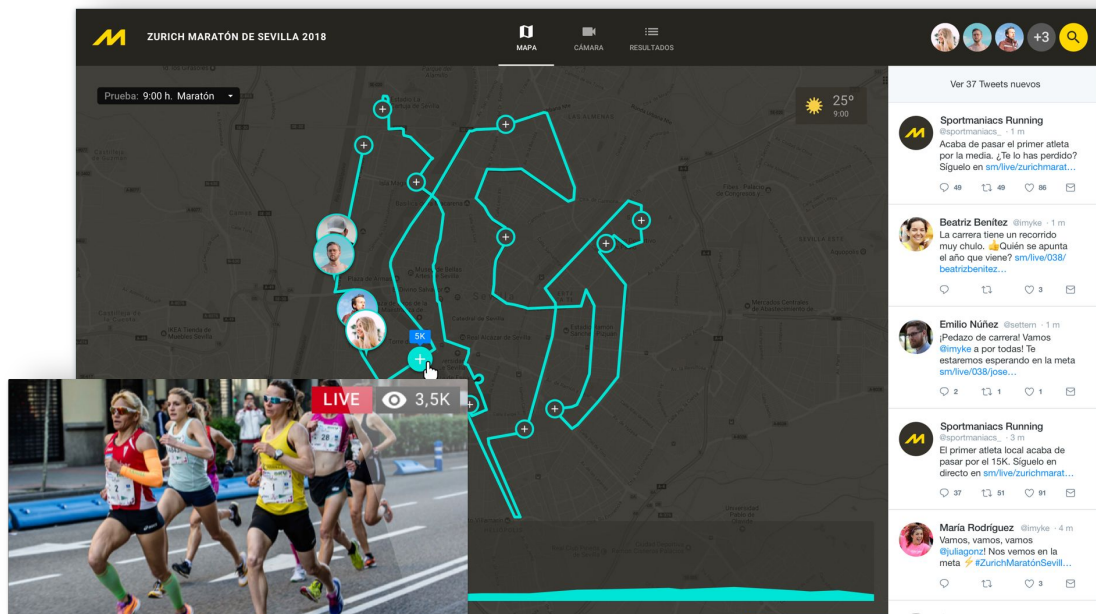 ZURICH MARATÓN DE SEVILLA 2018
MAPA
CÁMARA
RESULTADOS
+3
Prueba: 9:00 h. Maratón
25º
9:00
5K
LIVE
3,5K
2
1
28
Ver 37 Tweets nuevos
Sportmaniacs Running
@sportmaniacs_ · 1 m
Acaba de pasar el primer atleta
por la media. ¿Te lo has perdido?
Síguelo en sm/live/zurichmarat...
49 49 86
Beatriz Benítez @imyke · 1 m
La carrera tiene un recorrido
muy chulo. 👍Quién se apunta
el año que viene? sm/live/038/
beatrizbenitez...
3
Emilio Núñez @settern · 1 m
¡Pedazo de carrera! Vamos
@imyke a por todas! Te
estaremos esperando en la meta
sm/live/038/jose...
2 1 1
Sportmaniacs Running
@sportmaniacs_ · 3 m
El primer atleta local acaba de
pasar por el 15K. Síguelo en
directo en sm/live/zurichmarat...
37 51 91
María Rodríguez @imyke · 4 m
Vamos, vamos, vamos
@juliagonz! Nos vemos en la
meta ⚡#ZurichMaratónSevill...
3